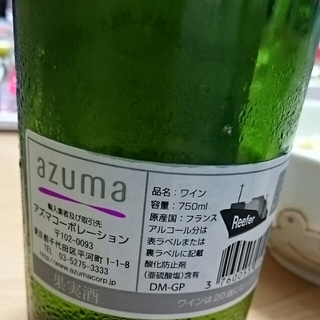 azuma
輸入業者及び取引先
アズマコーポレーション
〒102-0093
東京都千代田区平河町 1-1-8
03-5275-3333
www.azumacorp.jp
果実酒
品名：ワイン
容量：750ml
原産国：フランス
アルコール分は
表ラベルまたは
裏ラベルに記載
酸化防止剤
(亜硫酸塩)含有
DM-GP
Reefer
ワインは20歳